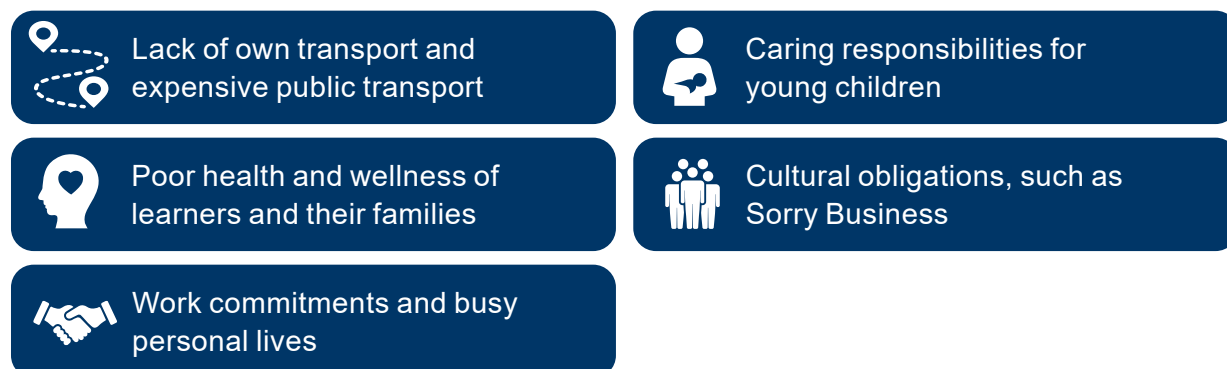 Lack of own transport and
expensive public transport
Caring responsibilities for
young children
Poor health and wellness of
learners and their families
Cultural obligations, such as
Sorry Business
Work commitments and busy
personal lives